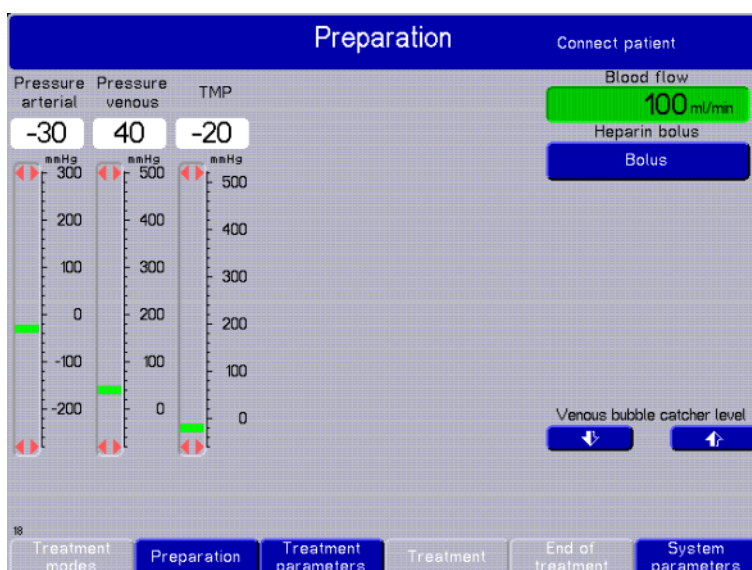 Preparation
Connect patient
Pressure arterial
Pressure venous
TMP
-30
40
-20
mmHg
mmHg
mmHg
300
200
100
0
-100
-200
500
400
300
200
100
0
500
400
300
200
100
0
Blood flow
100 ml/min
Heparin bolus
Bolus
Venous bubble catcher level
18
Treatment modes
Preparation
Treatment parameters
Treatment
End of treatment
System parameters